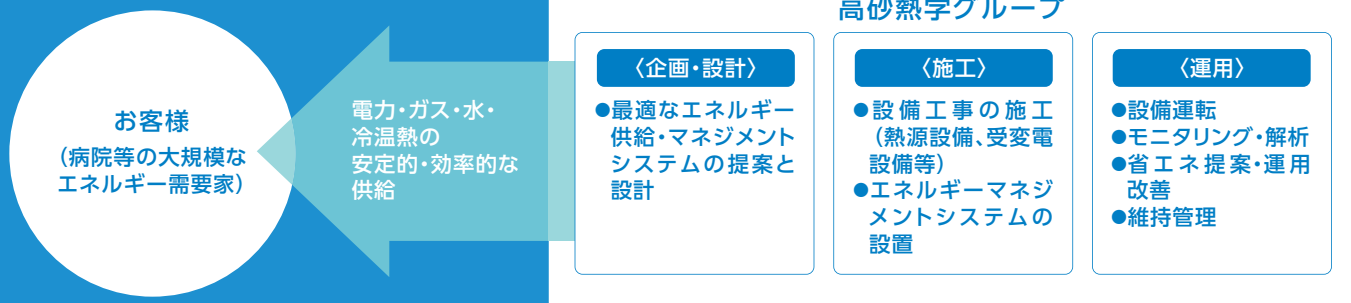 高砂熱学グループ
お客様
（病院等の大規模な
エネルギー需要家）
電力・ガス・水・
冷温熱の
安定的・効率的な
供給
〈企画・設計〉
●最適なエネルギー
供給・マネジメント
システムの提案と
設計
〈施工〉
●設備工事の施工
（熱源設備、受変電
設備等）
●エネルギーマネジ
メントシステムの
設置
〈運用〉
●設備運転
●モニタリング・解析
●省エネ提案・運用
改善
●維持管理